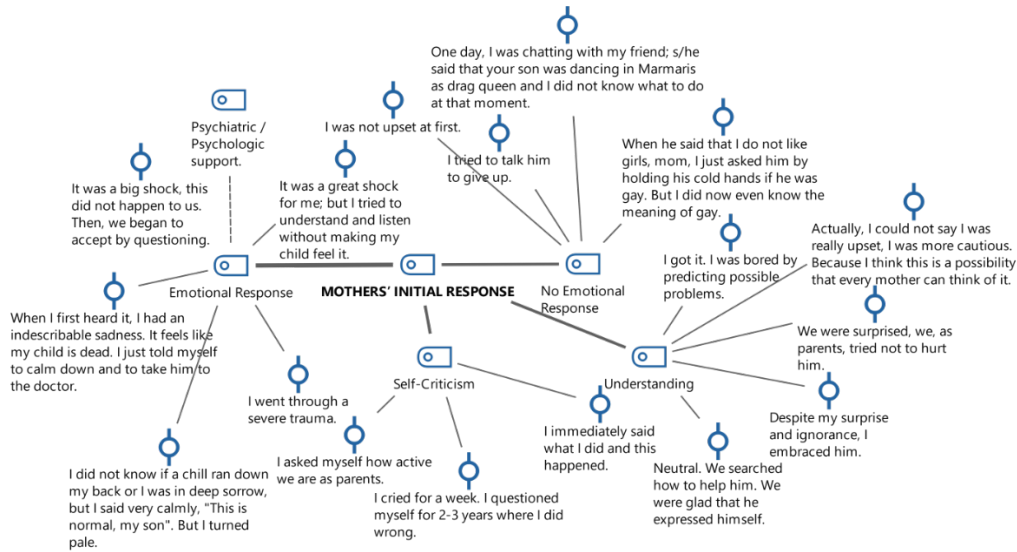 One day, I was chatting with my friend; s/he
said that your son was dancing in Marmaris
as drag queen and I did not know what to do
at that moment.
Psychiatric /
Psychologic
support.
I was not upset at first.
I tried to talk him
to give up.
When he said that I do not like
girls, mom, I just asked him by
holding his cold hands if he was
gay. But I did now even know the
meaning of gay.
It was a big shock, this
did not happen to us.
Then, we began to
accept by questioning.
It was a great shock
for me; but I tried to
understand and listen
without making my
child feel it.
Actually, I could not say I was
really upset, I was more cautious.
Because I think this is a possibility
that every mother can think of it.
I got it. I was bored by
predicting possible
problems.
Emotional Response
MOTHERS' INITIAL RESPONSE
No Emotional
Response
When I first heard it, I had an
indescribable sadness. It feels like
my child is dead. I just told myself
to calm down and to take him to
the doctor.
We were surprised, we, as
parents, tried not to hurt
him.
Self-Criticism
Understanding
I went through a
severe trauma.
Despite my surprise
and ignorance, I
embraced him.
I immediately said
what I did and this
happened.
I asked myself how active
we are as parents.
Neutral. We searched
how to help him. We
were glad that he
expressed himself.
I did not know if a chill ran down
my back or I was in deep sorrow,
but I said very calmly, "This is
normal, my son". But I turned
pale.
I cried for a week. I questioned
myself for 2-3 years where I did
wrong.